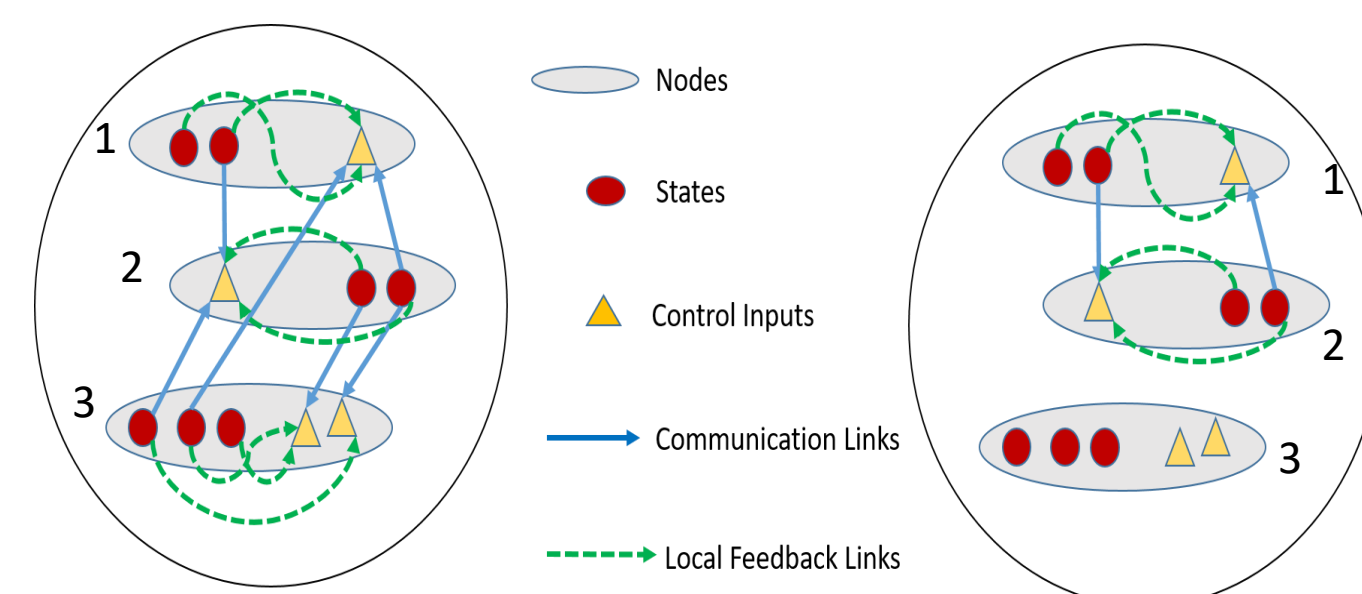 1
2
3
Nodes
States
Control Inputs
Communication Links
Local Feedback Links
1
2
3